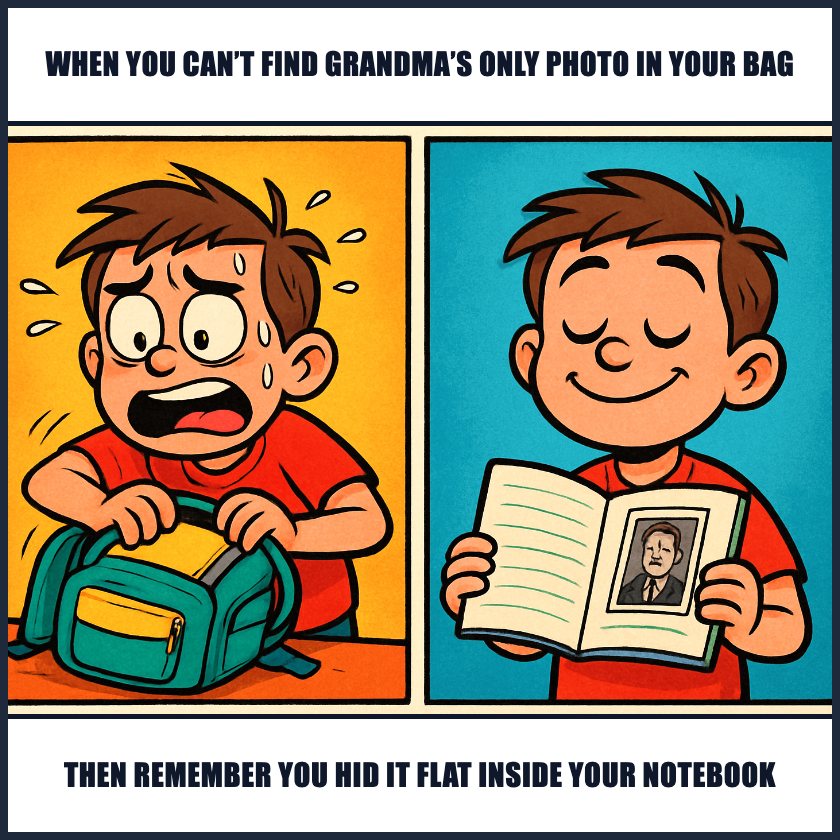 WHEN YOU CAN'T FIND GRANDMA'S ONLY PHOTO IN YOUR BAG
THEN REMEMBER YOU HID IT FLAT INSIDE YOUR NOTEBOOK